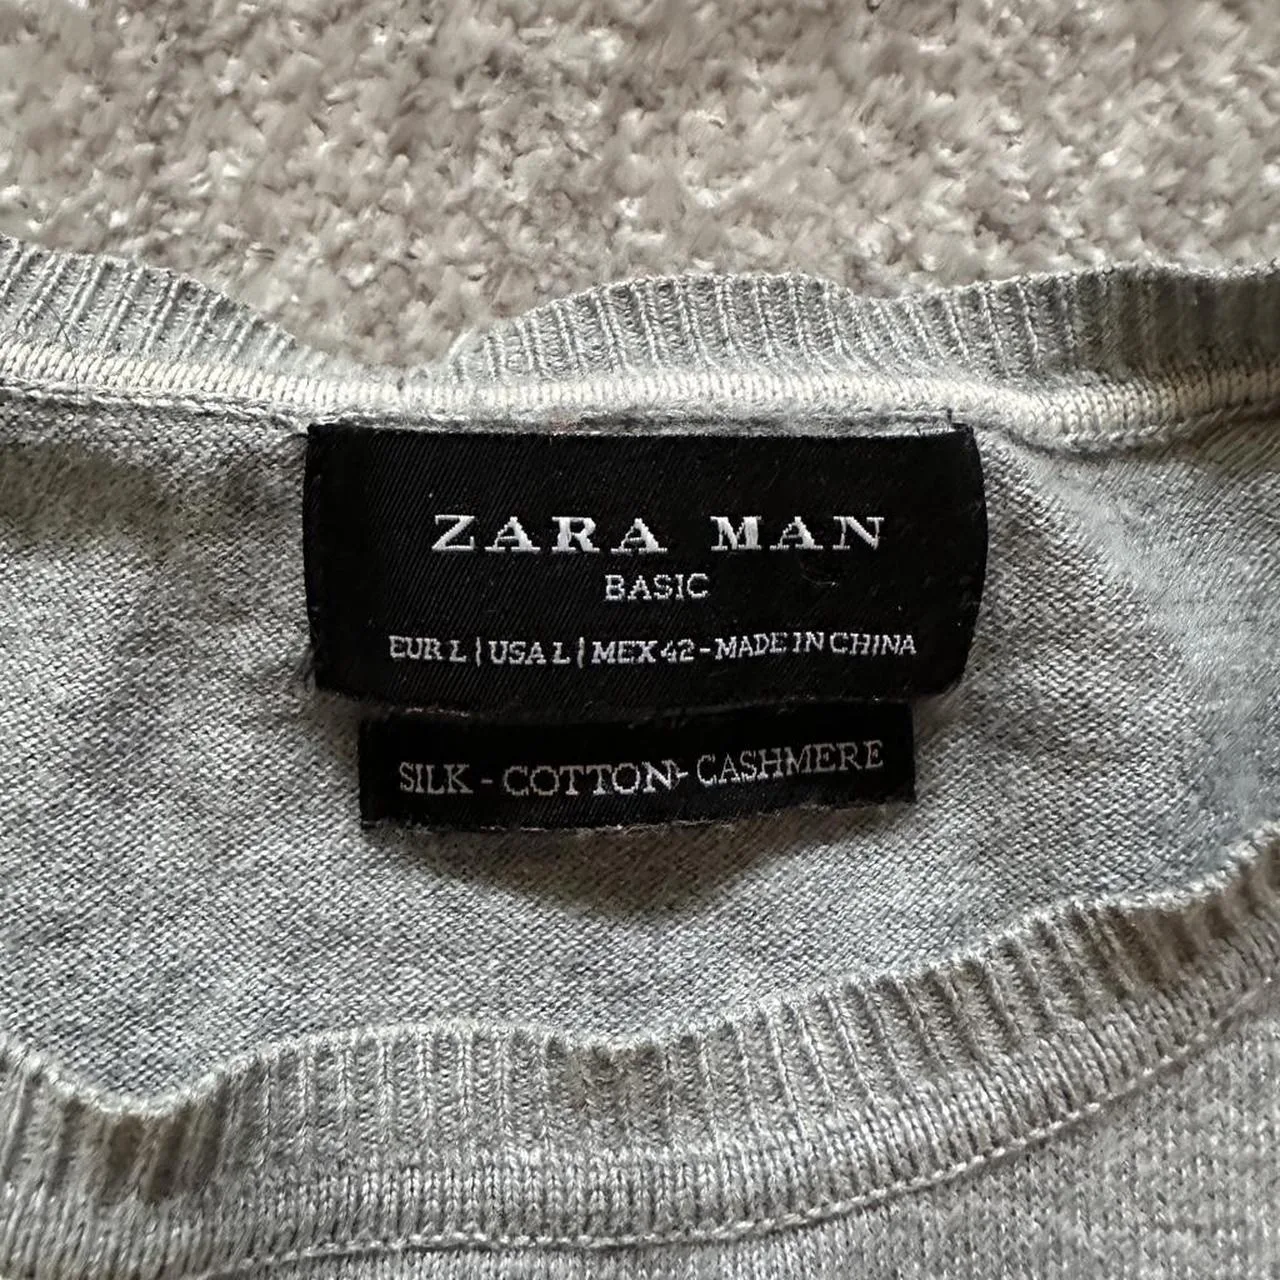 ZARA MAN
BASIC
EUR L | USA L | MEX 42 - MADE IN CHINA
SILK - COTTON - CASHMERE